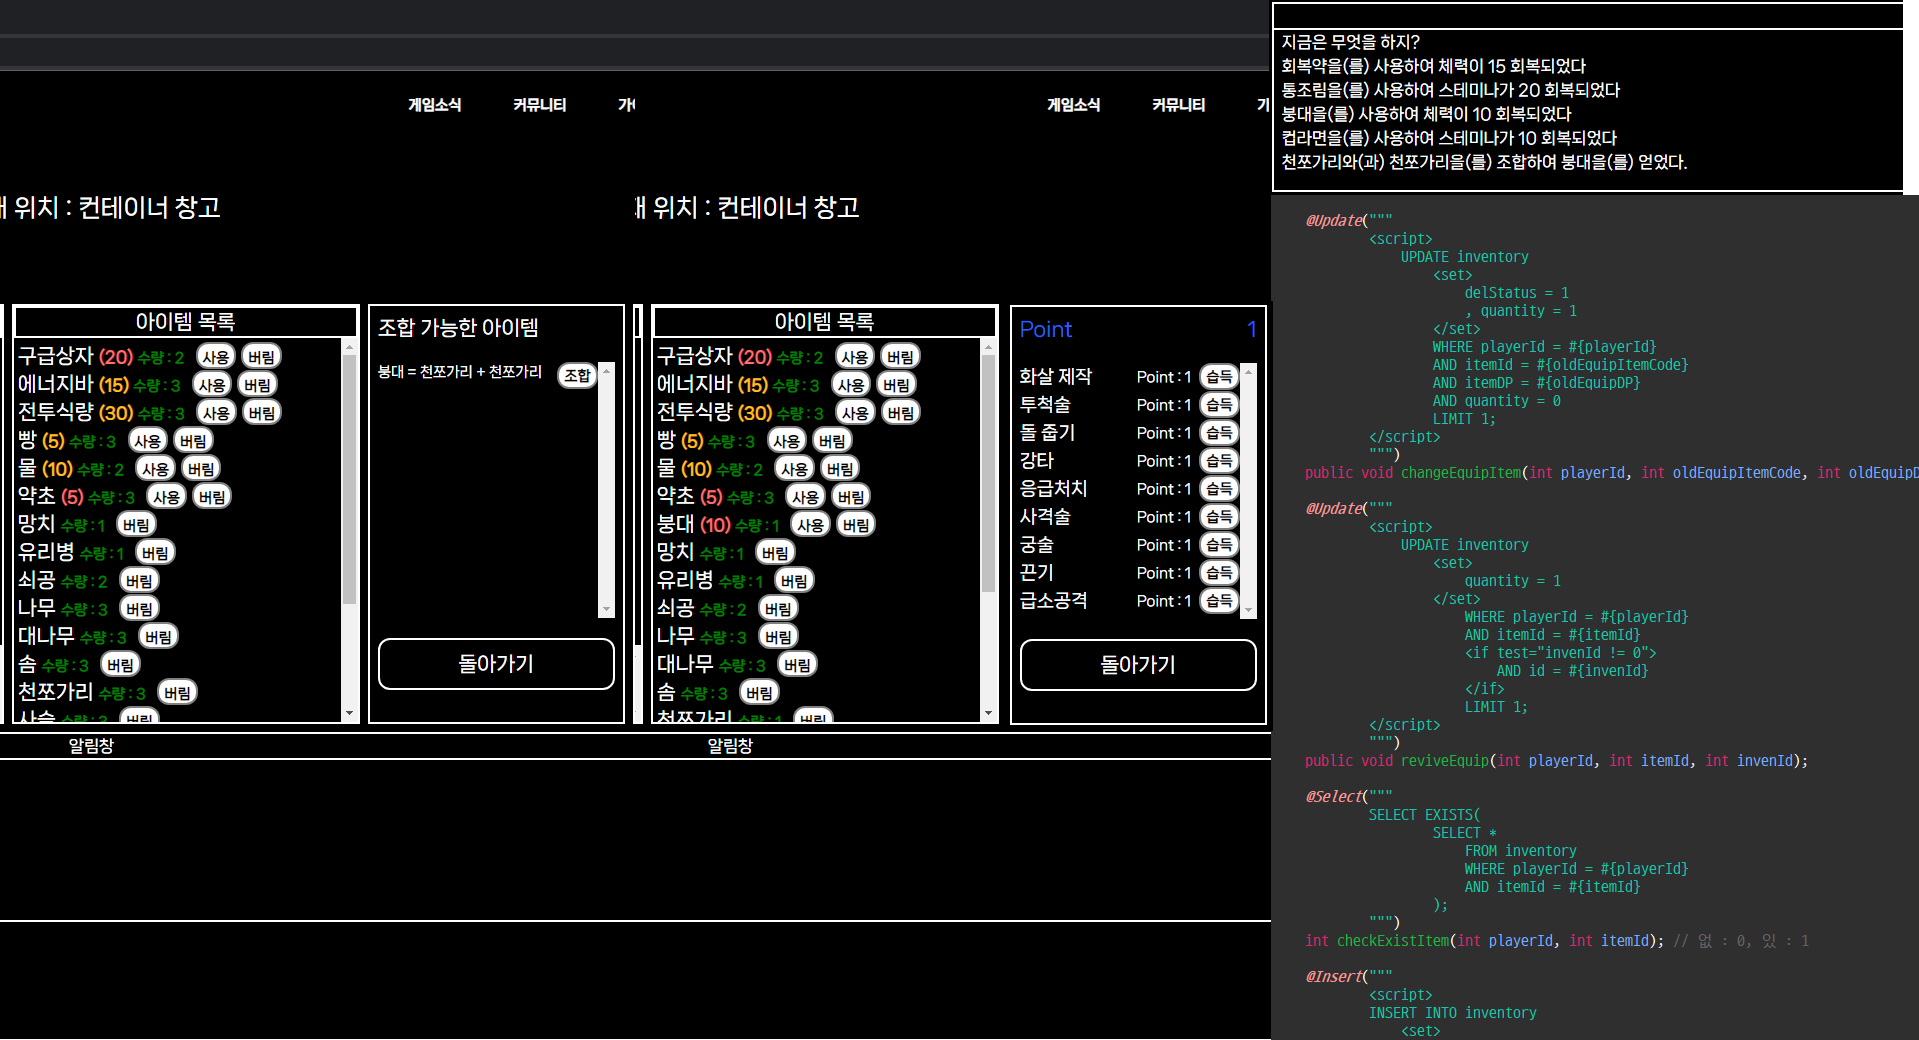 게임소식 커뮤니티
위치 : 컨테이너 창고
아이템 목록
구급상자 (20) 수량 : 2 사용 버림
에너지바 (15) 수량 : 3 사용 버림
전투식량 (30) 수량 : 3 사용 버림
빵 (5) 수량 : 3 사용 버림
물 (10) 수량 : 2 사용 버림
약초 (5) 수량 : 3 사용 버림
망치 수량 : 1 버림
유리병 수량 : 1 버림
쇠공 수량 : 2 버림
나무 수량 : 3 버림
대나무 수량 : 3 버림
솜 수량 : 3 버림
천쪼가리 수량 : 3 버림
사슬 수량 : 3 버림
조합 가능한 아이템
붕대 = 천쪼가리 + 천쪼가리 조합
돌아가기
알림창
게임소식 커뮤니티
위치 : 컨테이너 창고
아이템 목록
구급상자 (20) 수량 : 2 사용 버림
에너지바 (15) 수량 : 3 사용 버림
전투식량 (30) 수량 : 3 사용 버림
빵 (5) 수량 : 3 사용 버림
물 (10) 수량 : 2 사용 버림
약초 (5) 수량 : 3 사용 버림
붕대 (10) 수량 : 1 사용 버림
망치 수량 : 1 버림
유리병 수량 : 1 버림
쇠공 수량 : 2 버림
나무 수량 : 3 버림
대나무 수량 : 3 버림
솜 수량 : 3 버림
천쪼가리 수량 : 1 버림
Point 1
화살 제작 Point : 1 습득
투척술 Point : 1 습득
돌 줍기 Point : 1 습득
강타 Point : 1 습득
응급처치 Point : 1 습득
사격술 Point : 1 습득
궁술 Point : 1 습득
끈기 Point : 1 습득
급소공격 Point : 1 습득
돌아가기
알림창
지금은 무엇을 하지?
회복약을(를) 사용하여 체력이 15 회복되었다
통조림을(를) 사용하여 스테미나가 20 회복되었다
붕대을(를) 사용하여 체력이 10 회복되었다
컵라면을(를) 사용하여 스테미나가 10 회복되었다
천쪼가리와(과) 천쪼가리을(를) 조합하여 붕대을(를) 얻었다.
@Update("""
<script>
UPDATE inventory
<set>
delStatus = 1
, quantity = 1
</set>
WHERE playerId = #{playerId}
AND itemId = #{oldEquipItemCode}
AND itemDP = #{oldEquipDP}
AND quantity = 0
LIMIT 1;
</script>
""")
public void changeEquipItem(int playerId, int oldEquipItemCode, int oldEquipD
@Update("""
<script>
UPDATE inventory
<set>
quantity = 1
</set>
WHERE playerId = #{playerId}
AND itemId = #{itemId}
<if test="invenId != 0">
AND id = #{invenId}
</if>
LIMIT 1;
</script>
""")
public void reviveEquip(int playerId, int itemId, int invenId);
@Select("""
SELECT EXISTS(
SELECT *
FROM inventory
WHERE playerId = #{playerId}
AND itemId = #{itemId}
);
""")
int checkExistItem(int playerId, int itemId); // 없 : 0, 있 : 1
@Insert("""
<script>
INSERT INTO inventory
<set>